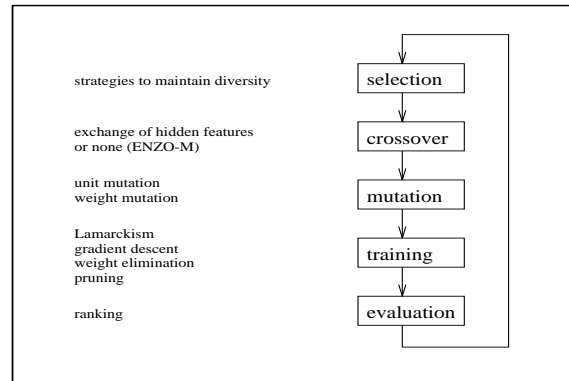 strategies to maintain diversity
selection
exchange of hidden features
or none (ENZO-M)
crossover
unit mutation
weight mutation
mutation
Lamarckism
gradient descent
weight elimination
pruning
training
ranking
evaluation